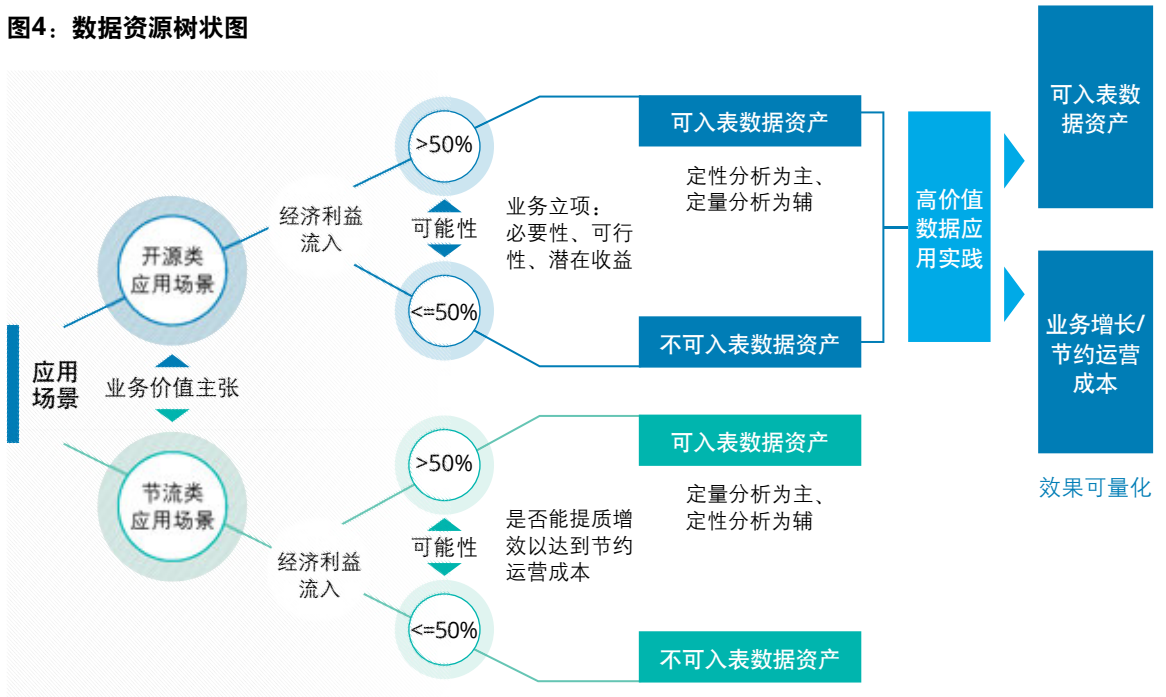 图4：数据资源树状图
应用
场景
开源类
应用场景
业务价值主张
节流类
应用场景
经济利益
流入
>50%
可能性
<=50%
业务立项：
必要性、可行
性、潜在收益
可入表数据资产
定性分析为主、
定量分析为辅
不可入表数据资产
经济利益
流入
>50%
可能性
<=50%
是否能提质增
效以达到节约
运营成本
可入表数据资产
定量分析为主、
定性分析为辅
不可入表数据资产
高价值
数据应
用实践
可入表数
据资产
业务增长/
节约运营
成本
效果可量化